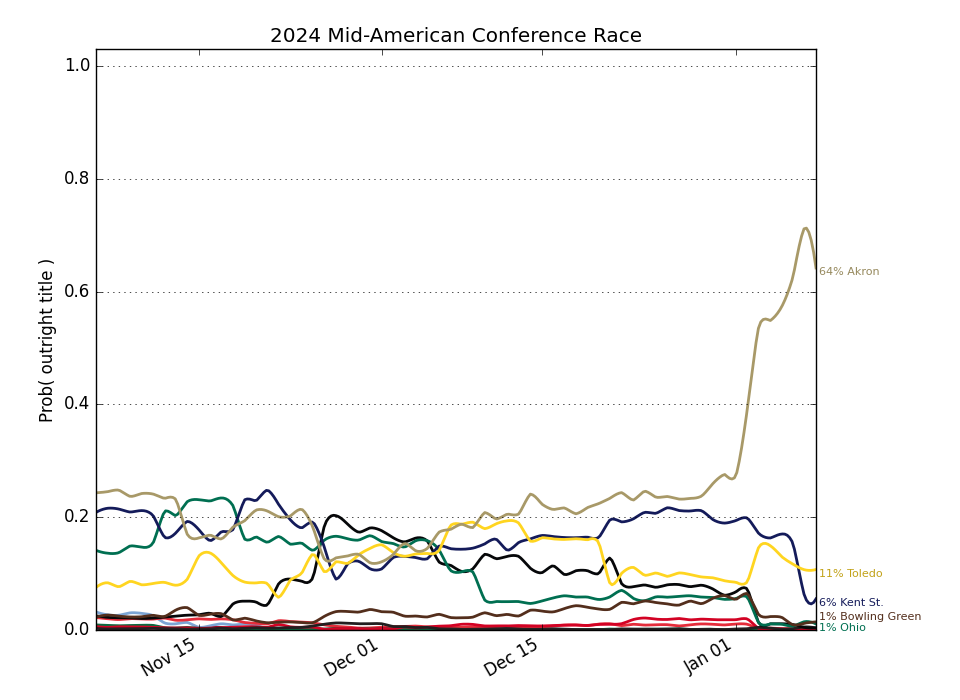 2024 Mid-American Conference Race
Prob( outright title )
1.0
0.8
0.6
0.4
0.2
0.0
64% Akron
11% Toledo
6% Kent St.
1% Bowling Green
1% Ohio
Nov 15
Dec 01
Dec 15
Jan 01